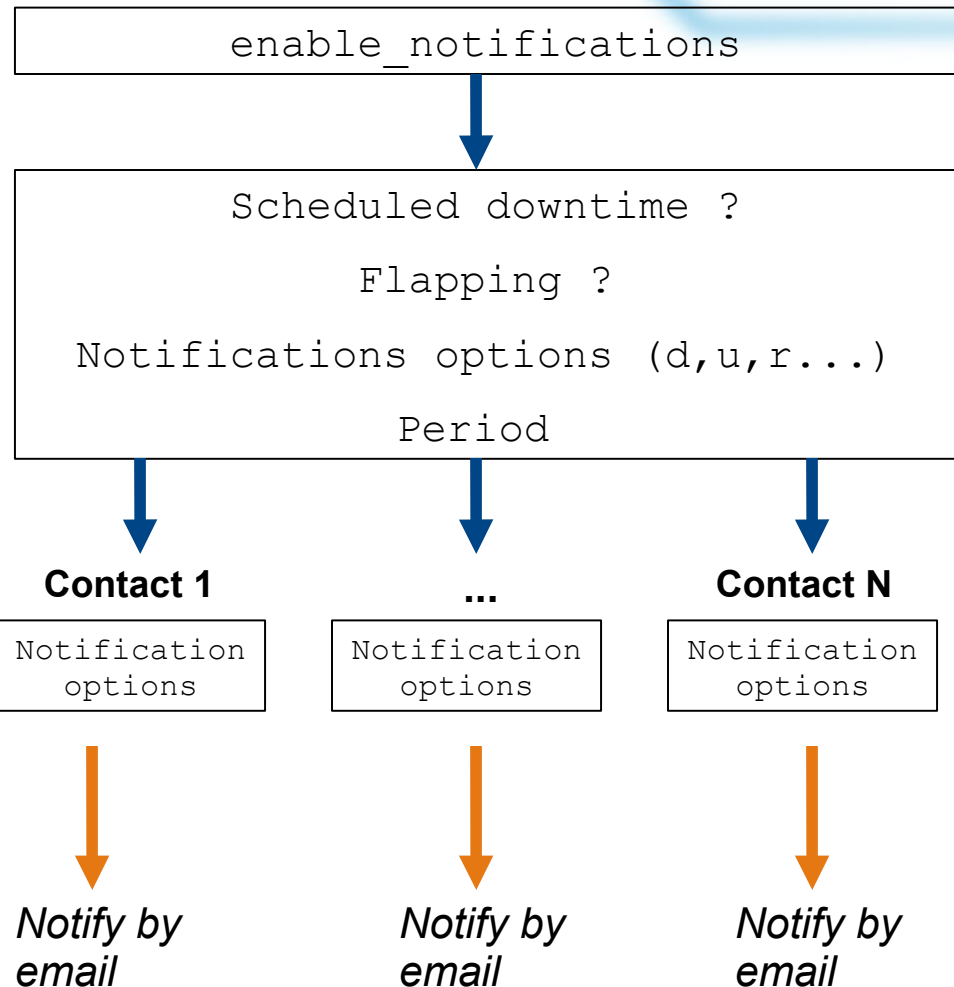 enable_notifications
Scheduled downtime ?
Flapping ?
Notifications options (d,u,r...)
Period
Contact 1
...
Contact N
Notification
options
Notification
options
Notification
options
Notify by
email
Notify by
email
Notify by
email